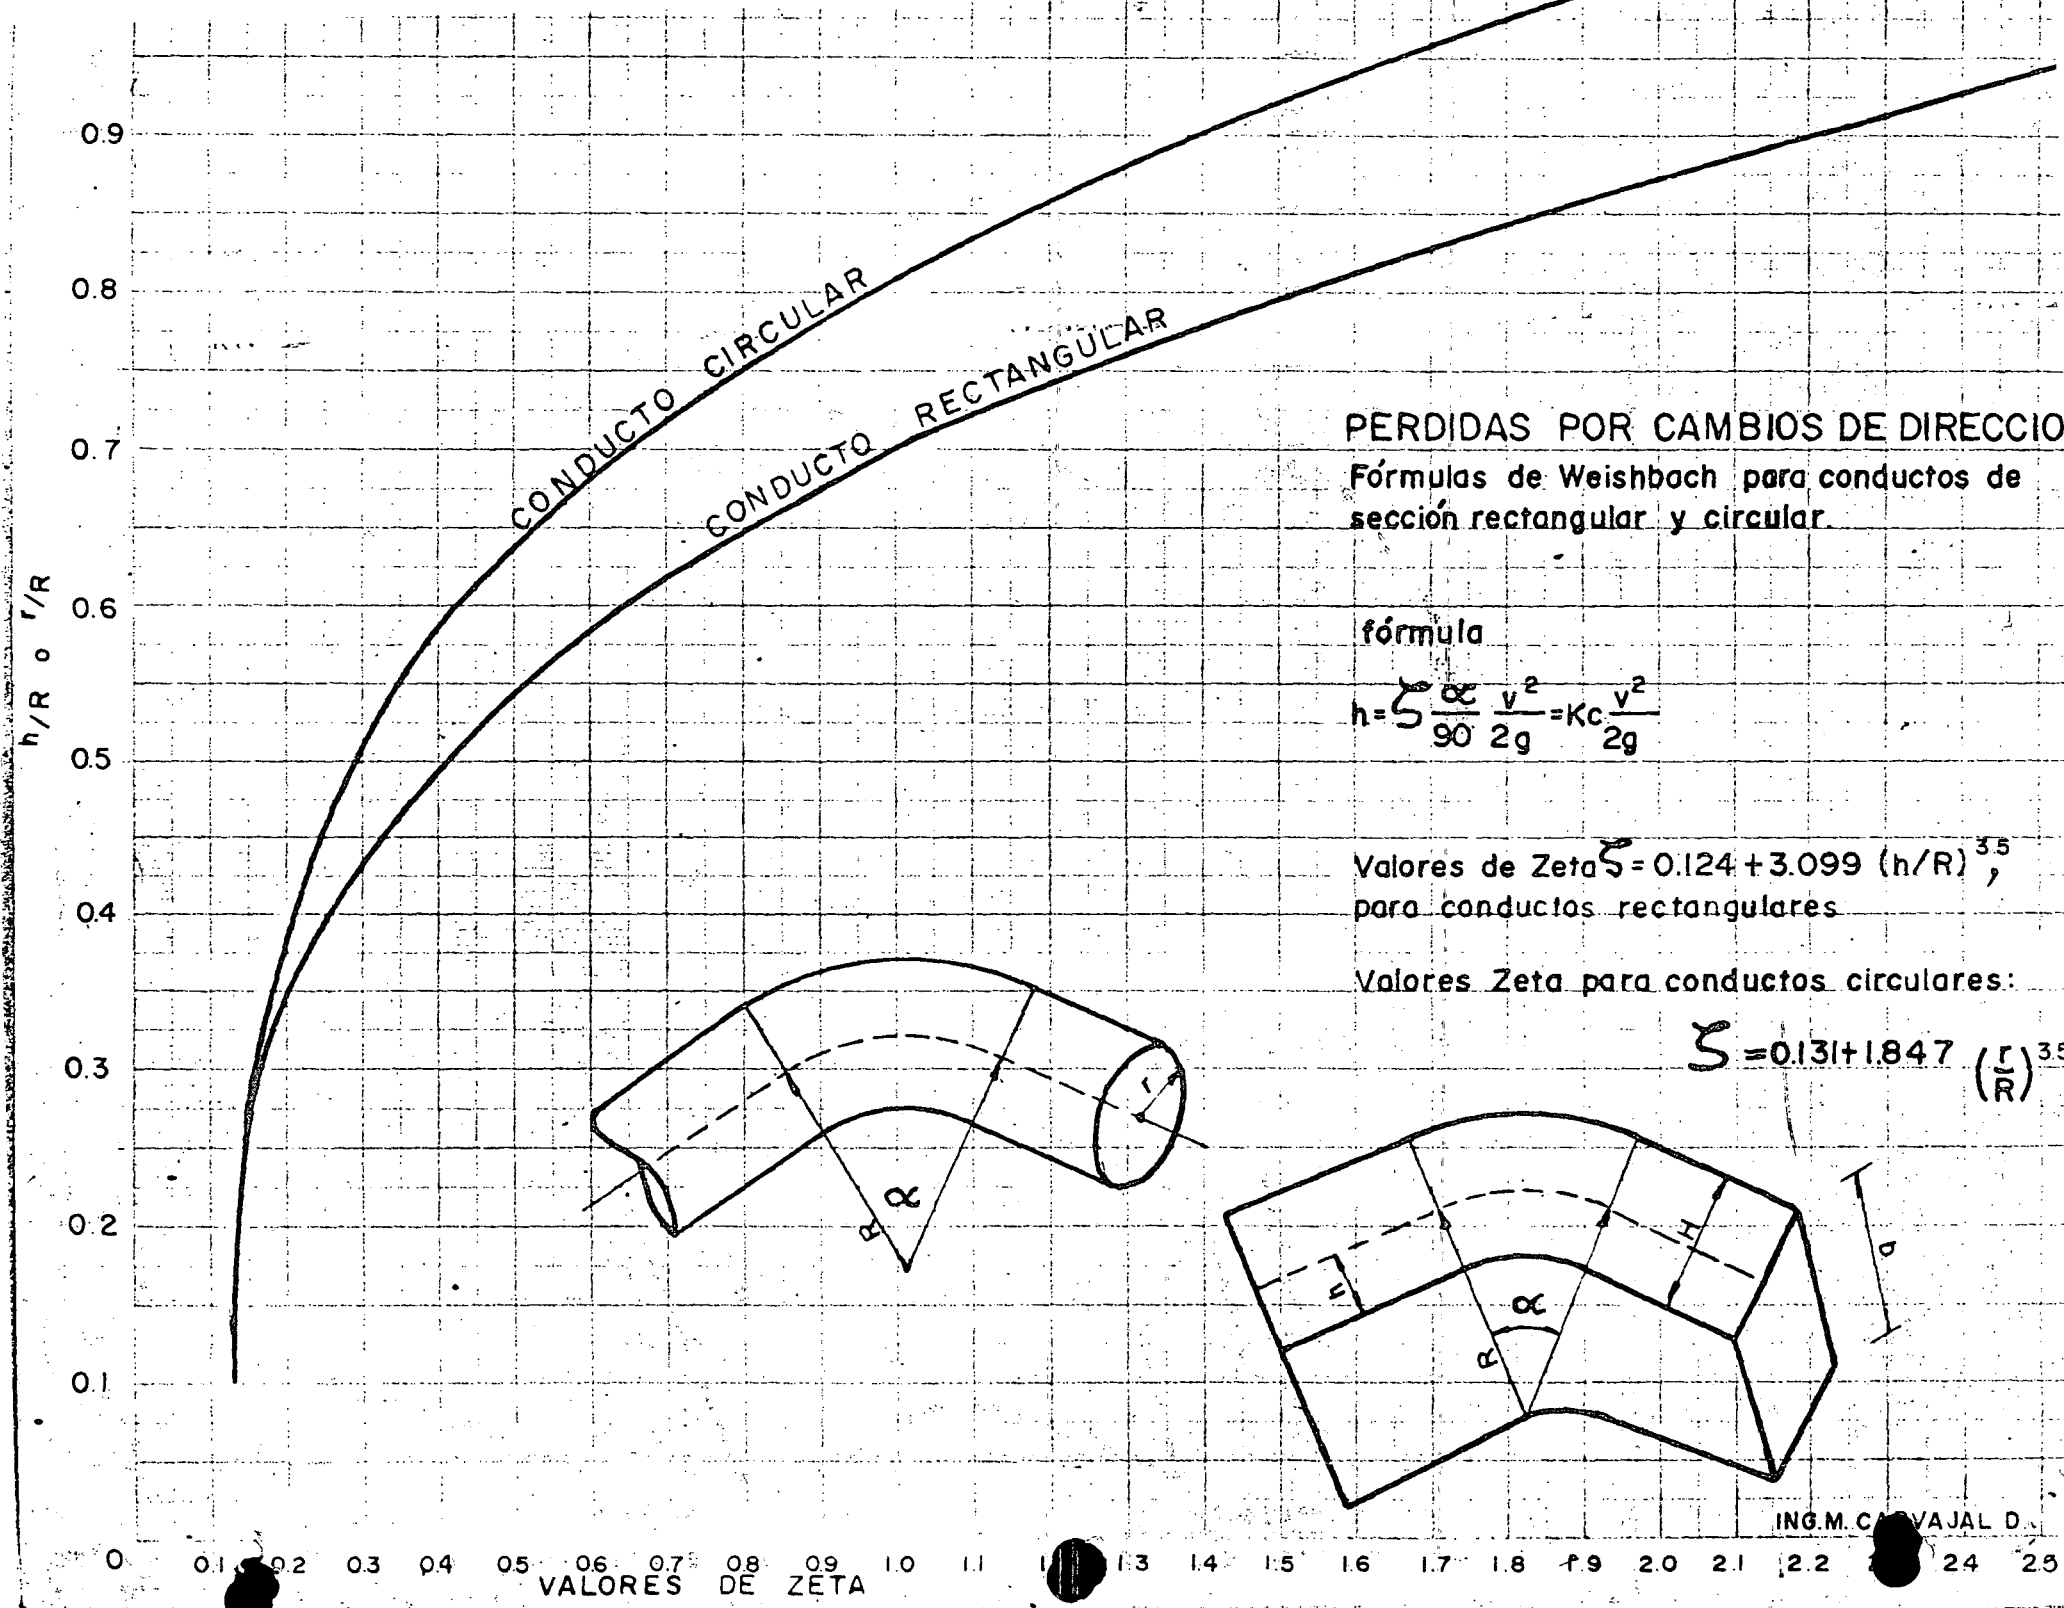 0.9
0.8
0.7
0.6
0.5
0.4
0.3
0.2
0.1
0
h/R o r/R
CONDUCTO CIRCULAR
CONDUCTO RECTANGULAR
PERDIDAS POR CAMBIOS DE DIRECCIO
Fórmulas de Weishbach para conductos de
sección rectangular y circular.
fórmula
h=ζ α/90 v²/2g =Kc v²/2g
Valores de Zeta ζ = 0.124 + 3.099 (h/R)^3.5,
para conductos rectangulares
Valores Zeta para conductos circulares:
ζ = 0.131+1.847 (r/R)^3.5
r
R α
H
h
α
R
b
ING. M. CARVAJAL D.
0.1 0.2 0.3 0.4 0.5 0.6 0.7 0.8 0.9 1.0 1.1 1.3 1.4 1.5 1.6 1.7 1.8 1.9 2.0 2.1 2.2 2.4 2.5
VALORES DE ZETA